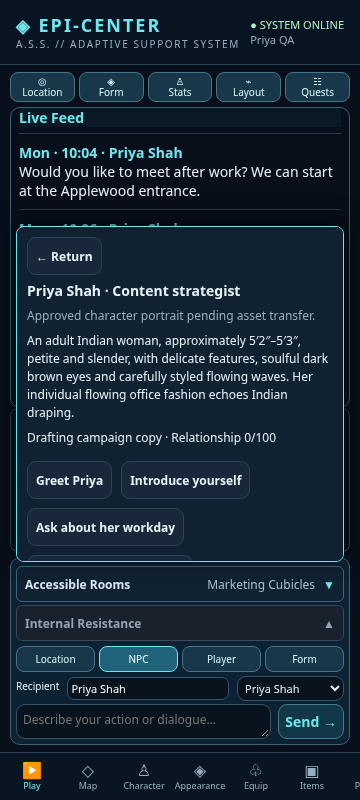 ◈ EPI-CENTER
A.S.S. // ADAPTIVE SUPPORT SYSTEM
● SYSTEM ONLINE
Priya QA
Location
Form
Stats
Layout
Quests
Live Feed
Mon · 10:04 · Priya Shah
Would you like to meet after work? We can start
at the Applewood entrance.
← Return
Priya Shah · Content strategist
Approved character portrait pending asset transfer.
An adult Indian woman, approximately 5′2″–5′3″,
petite and slender, with delicate features, soulful dark
brown eyes and carefully styled flowing waves. Her
individual flowing office fashion echoes Indian
draping.
Drafting campaign copy · Relationship 0/100
Greet Priya
Introduce yourself
Ask about her workday
Accessible Rooms
Marketing Cubicles ▼
Internal Resistance ▲
Location
NPC
Player
Form
Recipient
Priya Shah
Priya Shah
Describe your action or dialogue...
Send →
Play
Map
Character
Appearance
Equip
Items